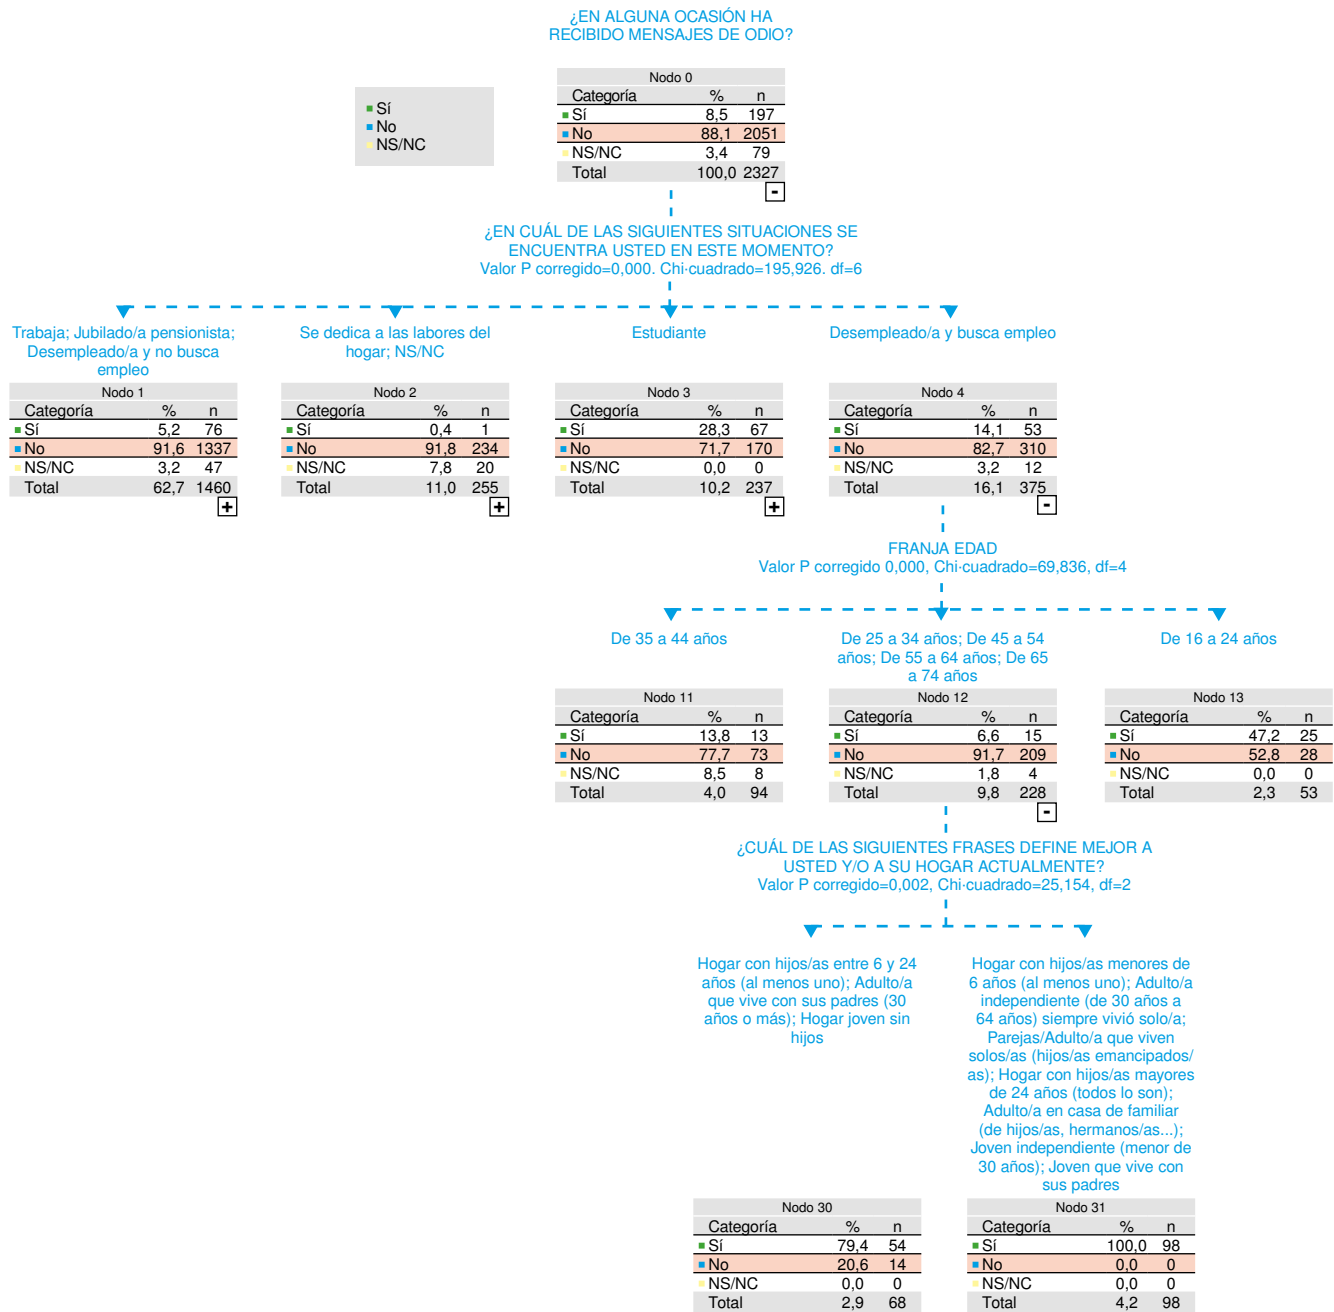 ¿EN ALGUNA OCASIÓN HA
RECIBIDO MENSAJES DE ODIO?
Sí
No
NS/NC
Nodo 0
Categoría % n
Sí 8,5 197
No 88,1 2051
NS/NC 3,4 79
Total 100,0 2327
-
¿EN CUÁL DE LAS SIGUIENTES SITUACIONES SE
ENCUENTRA USTED EN ESTE MOMENTO?
Valor P corregido=0,000. Chi-cuadrado=195,926. df=6
Trabaja; Jubilado/a pensionista;
Desempleado/a y no busca
empleo
Nodo 1
Categoría % n
Sí 5,2 76
No 91,6 1337
NS/NC 3,2 47
Total 62,7 1460
+
Se dedica a las labores del
hogar; NS/NC
Nodo 2
Categoría % n
Sí 0,4 1
No 91,8 234
NS/NC 7,8 20
Total 11,0 255
+
Estudiante
Nodo 3
Categoría % n
Sí 28,3 67
No 71,7 170
NS/NC 0,0 0
Total 10,2 237
+
Desempleado/a y busca empleo
Nodo 4
Categoría % n
Sí 14,1 53
No 82,7 310
NS/NC 3,2 12
Total 16,1 375
-
FRANJA EDAD
Valor P corregido 0,000, Chi-cuadrado=69,836, df=4
De 35 a 44 años
Nodo 11
Categoría % n
Sí 13,8 13
No 77,7 73
NS/NC 8,5 8
Total 4,0 94
De 25 a 34 años; De 45 a 54
años; De 55 a 64 años; De 65
a 74 años
Nodo 12
Categoría % n
Sí 6,6 15
No 91,7 209
NS/NC 1,8 4
Total 9,8 228
-
De 16 a 24 años
Nodo 13
Categoría % n
Sí 47,2 25
No 52,8 28
NS/NC 0,0 0
Total 2,3 53
¿CUÁL DE LAS SIGUIENTES FRASES DEFINE MEJOR A
USTED Y/O A SU HOGAR ACTUALMENTE?
Valor P corregido=0,002, Chi-cuadrado=25,154, df=2
Hogar con hijos/as entre 6 y 24
años (al menos uno); Adulto/a
que vive con sus padres (30
años o más); Hogar joven sin
hijos
Nodo 30
Categoría % n
Sí 79,4 54
No 20,6 14
NS/NC 0,0 0
Total 2,9 68
Hogar con hijos/as menores de
6 años (al menos uno); Adulto/a
independiente (de 30 años a
64 años) siempre vivió solo/a;
Parejas/Adulto/a que viven
solos/as (hijos/as emancipados/
as); Hogar con hijos/as mayores
de 24 años (todos lo son);
Adulto/a en casa de familiar
(de hijos/as, hermanos/as...);
Joven independiente (menor de
30 años); Joven que vive con
sus padres
Nodo 31
Categoría % n
Sí 100,0 98
No 0,0 0
NS/NC 0,0 0
Total 4,2 98